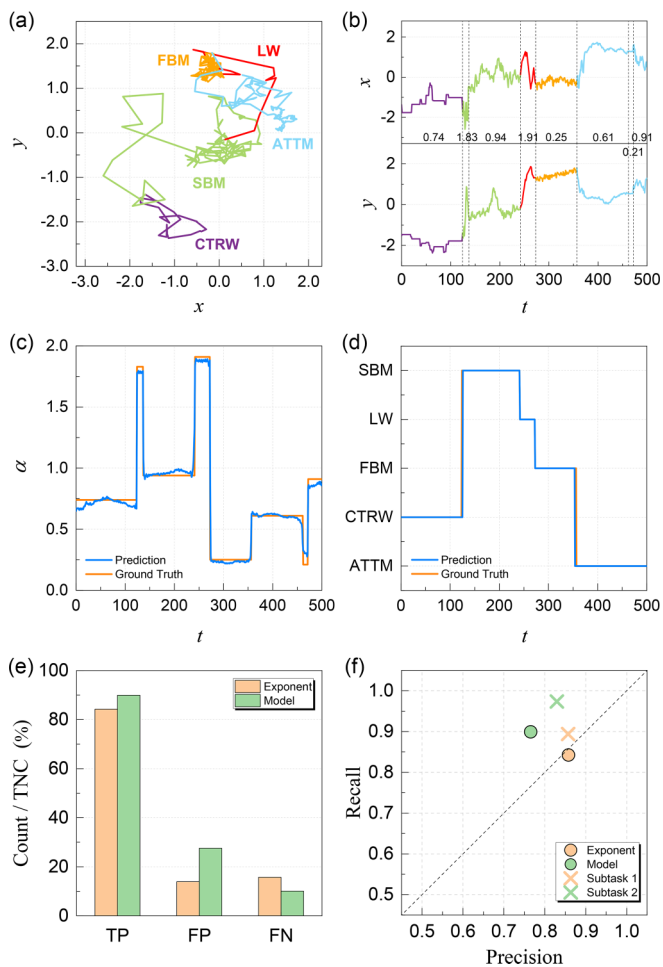 (a)
2.0
1.0
0.0
-1.0
-2.0
-3.0
y
-3.0
-2.0
-1.0
0.0
1.0
2.0
x
FBM
LW
ATTM
SBM
CTRW
(b)
2
0
-2
x
0.74
1.83
0.94
1.91
0.25
0.61
0.91
0.21
2
0
-2
y
0
100
200
300
400
500
t
(c)
2.0
1.5
1.0
0.5
0.0
α
Prediction
Ground Truth
0
100
200
300
400
500
t
(d)
SBM
LW
FBM
CTRW
ATTM
Prediction
Ground Truth
0
100
200
300
400
500
t
(e)
100
80
60
40
20
0
Count / TNC (%)
Exponent
Model
TP
FP
FN
(f)
1.0
0.9
0.8
0.7
0.6
0.5
Recall
Exponent
Model
Subtask 1
Subtask 2
0.5
0.6
0.7
0.8
0.9
1.0
Precision